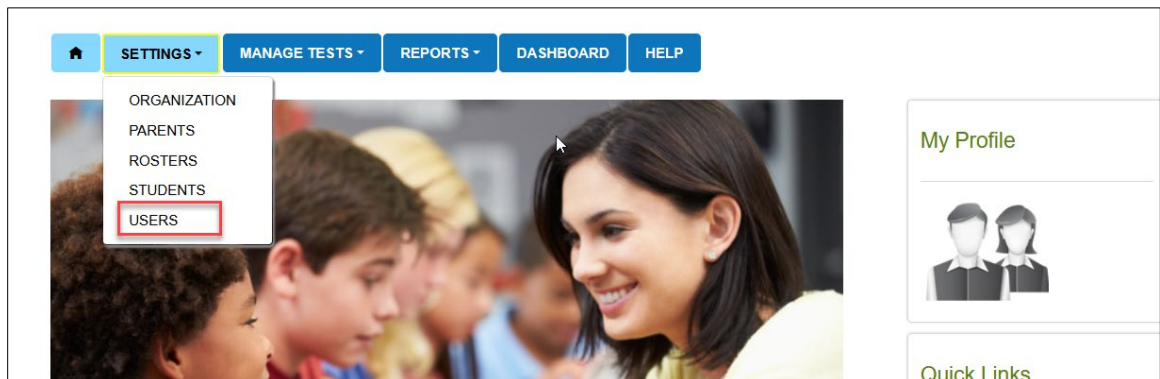 SETTINGS MANAGE TESTS REPORTS DASHBOARD HELP
ORGANIZATION
PARENTS
ROSTERS
STUDENTS
USERS
My Profile
Quick Links